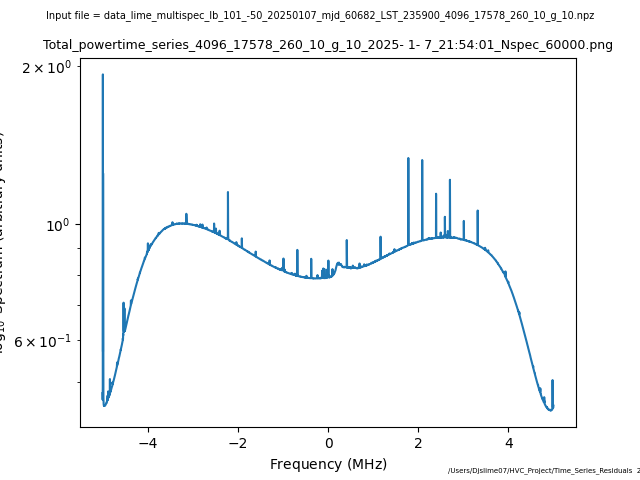 Input file = data_lime_multispec_lb_101_-50_20250107_mjd_60682_LST_235900_4096_17578_260_10_g_10.npz
Total_powertime_series_4096_17578_260_10_g_10_2025- 1- 7_21:54:01_Nspec_60000.png
2 × 10⁰
10⁰
6 × 10⁻¹
log₁₀ Spectrum (arbitrary units)
−4 −2 0 2 4
Frequency (MHz)
/Users/Djslime07/HVC_Project/Time_Series_Residuals 2